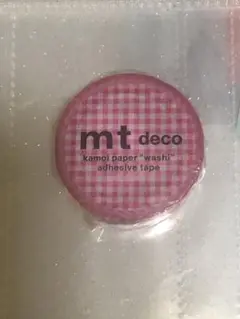 mt deco
kamoi paper "washi"
adhesive tape